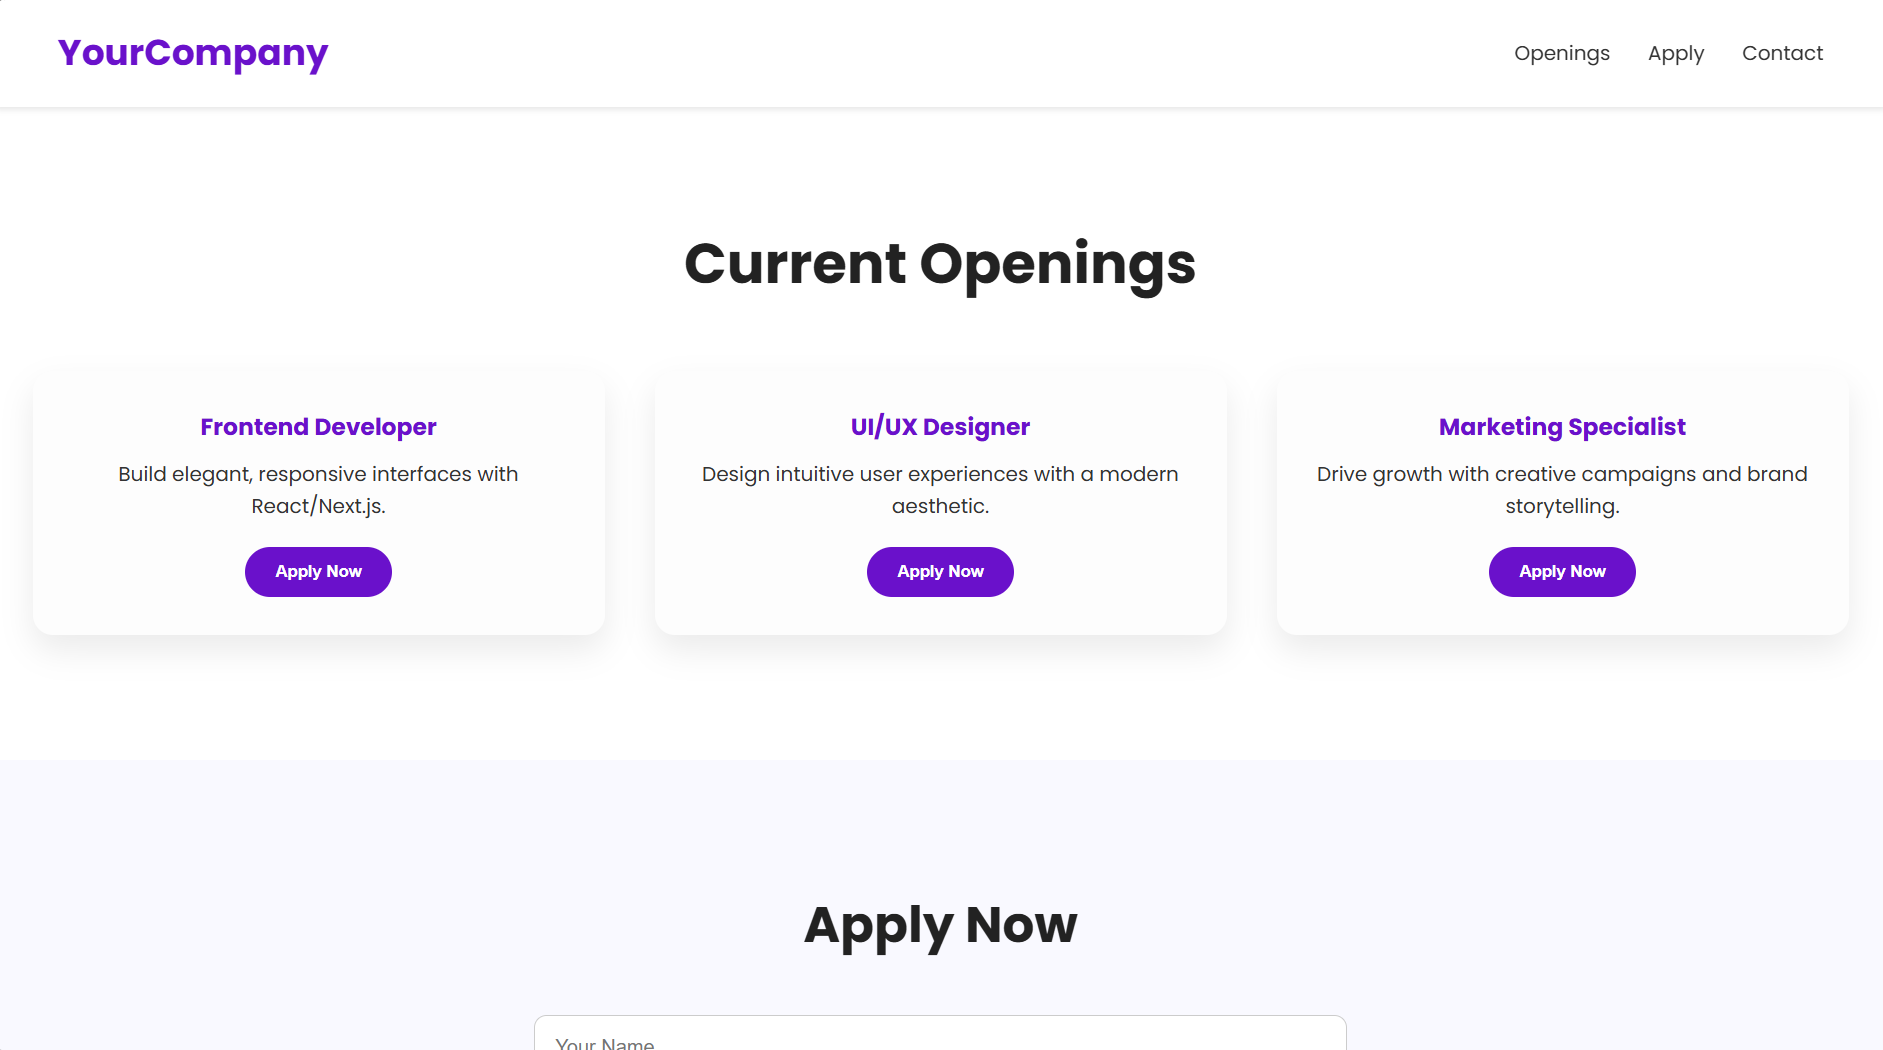 YourCompany
Openings
Apply
Contact
Current Openings
Frontend Developer
Build elegant, responsive interfaces with
React/Next.js.
Apply Now
UI/UX Designer
Design intuitive user experiences with a modern
aesthetic.
Apply Now
Marketing Specialist
Drive growth with creative campaigns and brand
storytelling.
Apply Now
Apply Now
Your Name